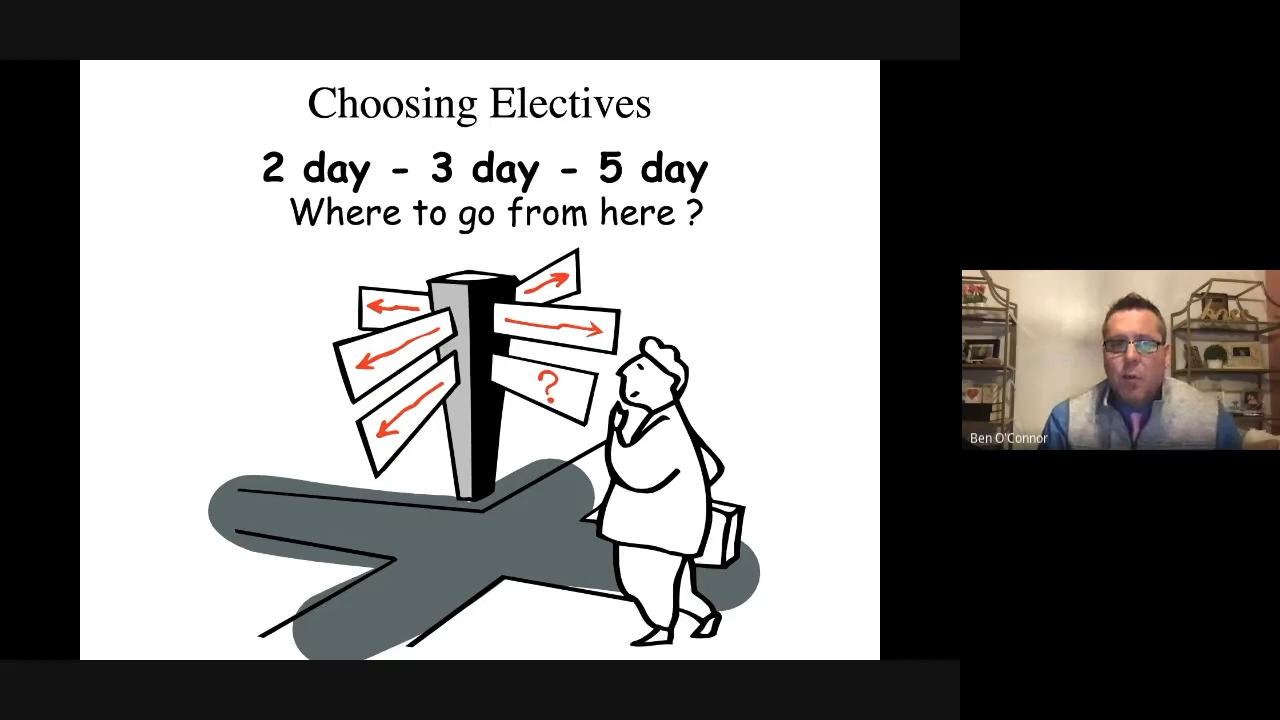 Choosing Electives
2 day - 3 day - 5 day
Where to go from here ?
?
Ben O'Connor